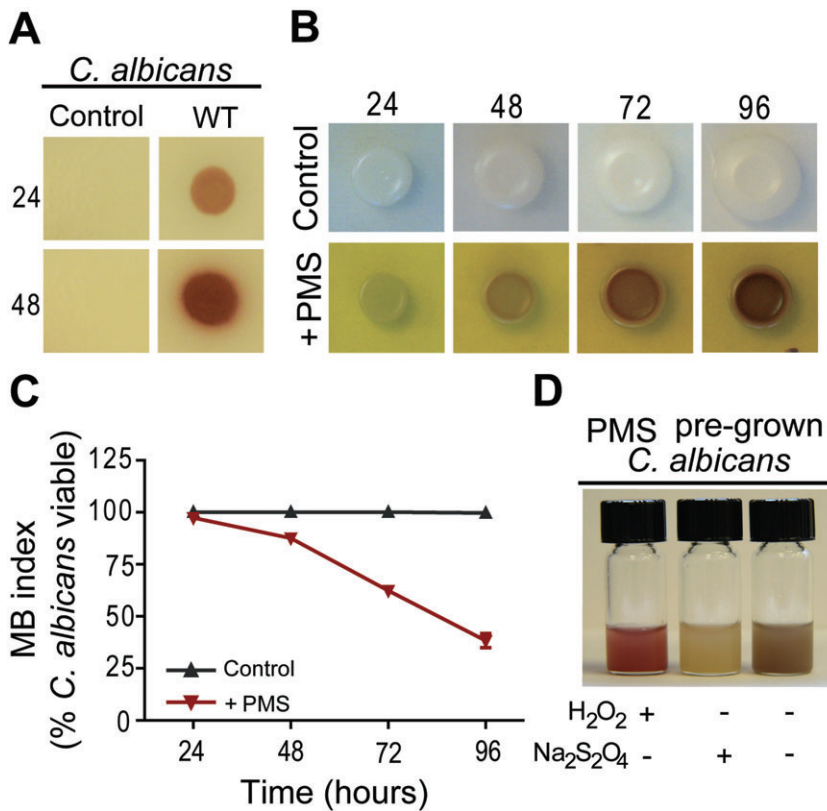 A
C. albicans
Control WT
24
48
B
24 48 72 96
Control
+ PMS
C
MB index
(% C. albicans viable)
125
100
75
50
25
0
Control
+ PMS
24 48 72 96
Time (hours)
D
PMS pre-grown
C. albicans
H₂O₂ + - -
Na₂S₂O₄ - + -